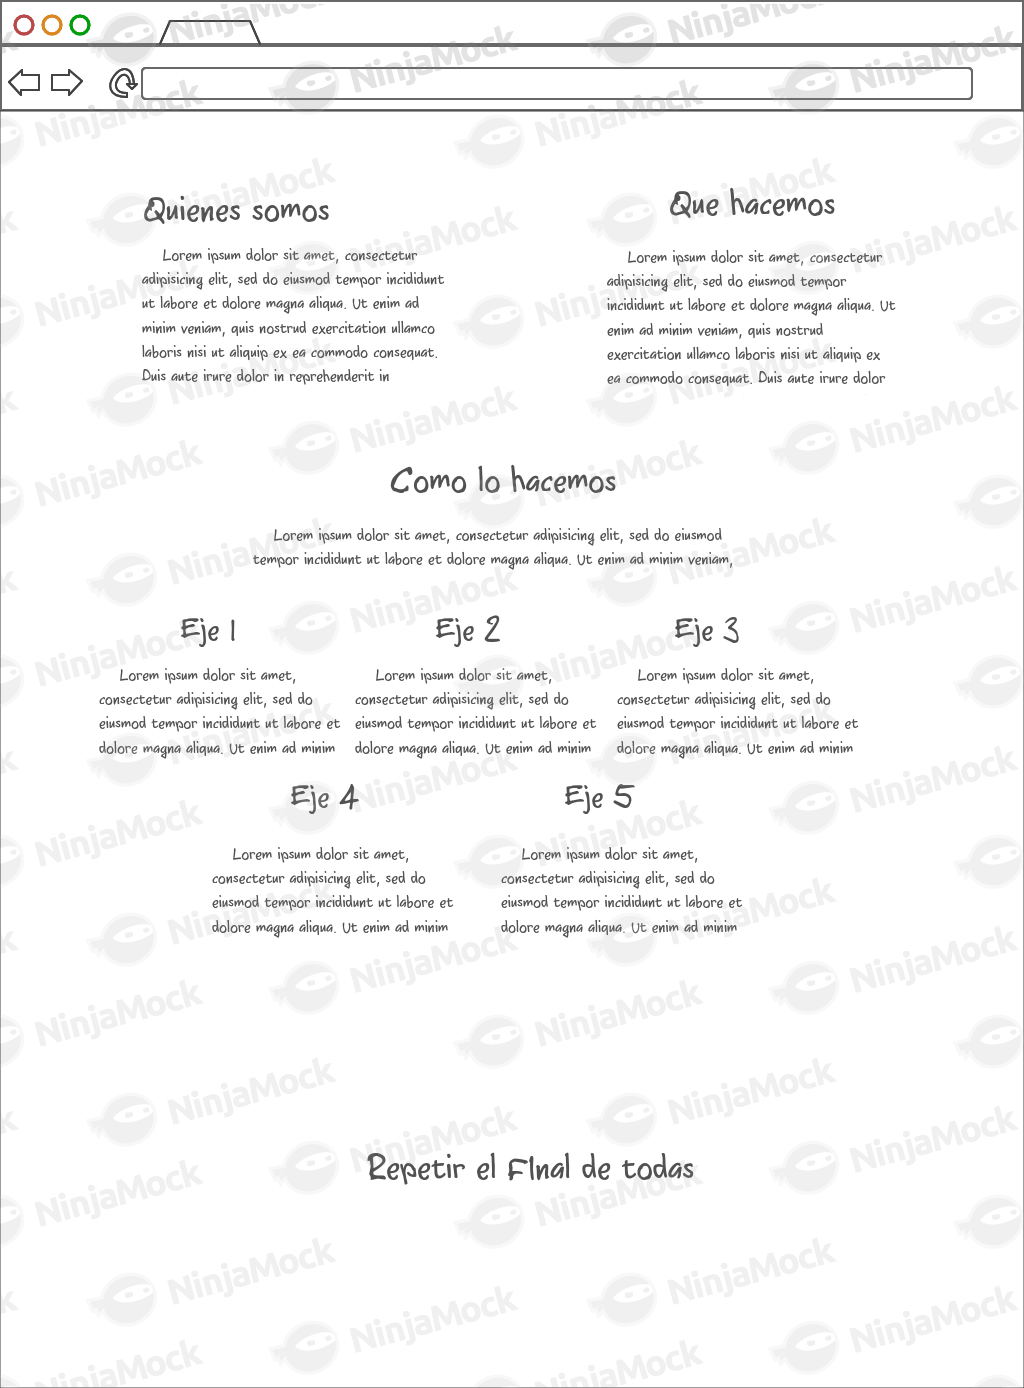 Quienes somos
Lorem ipsum dolor sit amet, consectetur
adipisicing elit, sed do eiusmod tempor incididunt
ut labore et dolore magna aliqua. Ut enim ad
minim veniam, quis nostrud exercitation ullamco
laboris nisi ut aliquip ex ea commodo consequat.
Duis aute irure dolor in reprehenderit in
Que hacemos
Lorem ipsum dolor sit amet, consectetur
adipisicing elit, sed do eiusmod tempor
incididunt ut labore et dolore magna aliqua. Ut
enim ad minim veniam, quis nostrud
exercitation ullamco laboris nisi ut aliquip ex
ea commodo consequat. Duis aute irure dolor
Como lo hacemos
Lorem ipsum dolor sit amet, consectetur adipisicing elit, sed do eiusmod
tempor incididunt ut labore et dolore magna aliqua. Ut enim ad minim veniam,
Eje 1
Lorem ipsum dolor sit amet,
consectetur adipisicing elit, sed do
eiusmod tempor incididunt ut labore et
dolore magna aliqua. Ut enim ad minim
Eje 2
Lorem ipsum dolor sit amet,
consectetur adipisicing elit, sed do
eiusmod tempor incididunt ut labore et
dolore magna aliqua. Ut enim ad minim
Eje 3
Lorem ipsum dolor sit amet,
consectetur adipisicing elit, sed do
eiusmod tempor incididunt ut labore et
dolore magna aliqua. Ut enim ad minim
Eje 4
Lorem ipsum dolor sit amet,
consectetur adipisicing elit, sed do
eiusmod tempor incididunt ut labore et
dolore magna aliqua. Ut enim ad minim
Eje 5
Lorem ipsum dolor sit amet,
consectetur adipisicing elit, sed do
eiusmod tempor incididunt ut labore et
dolore magna aliqua. Ut enim ad minim
Repetir el FInal de todas
NinjaMock